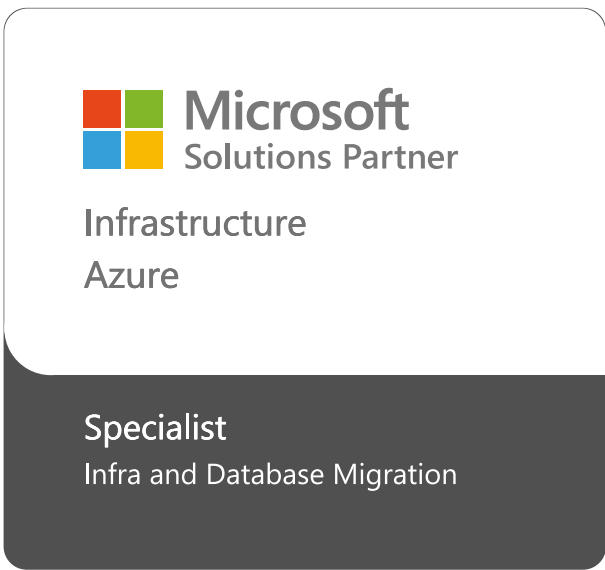 Microsoft
Solutions Partner
Infrastructure
Azure
Specialist
Infra and Database Migration